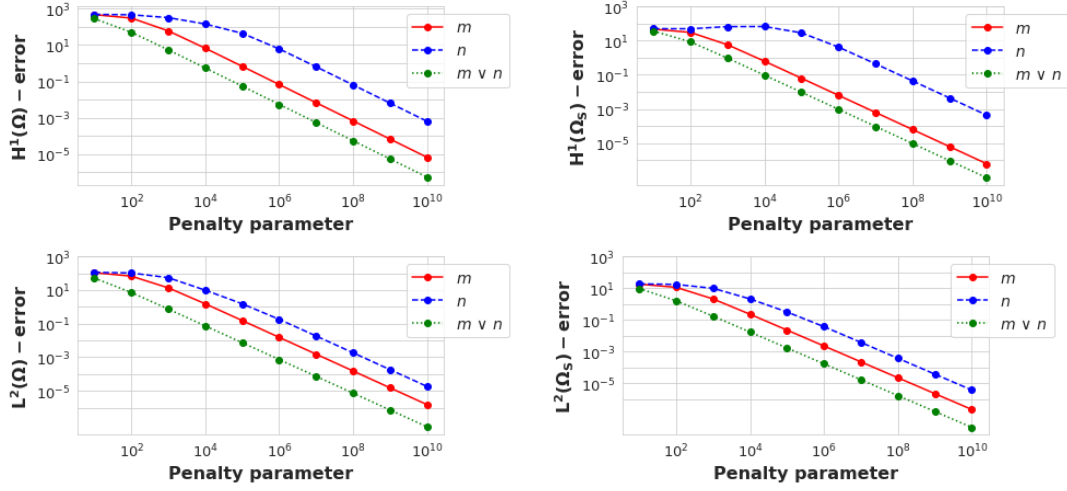 10³
10¹
10⁻¹
10⁻³
10⁻⁵
H¹(Ω) − error
10² 10⁴ 10⁶ 10⁸ 10¹⁰
Penalty parameter
m
n
m ∨ n
10³
10¹
10⁻¹
10⁻³
10⁻⁵
H¹(Ω_S) − error
10² 10⁴ 10⁶ 10⁸ 10¹⁰
Penalty parameter
m
n
m ∨ n
10³
10¹
10⁻¹
10⁻³
10⁻⁵
L²(Ω) − error
10² 10⁴ 10⁶ 10⁸ 10¹⁰
Penalty parameter
m
n
m ∨ n
10³
10¹
10⁻¹
10⁻³
10⁻⁵
L²(Ω_S) − error
10² 10⁴ 10⁶ 10⁸ 10¹⁰
Penalty parameter
m
n
m ∨ n